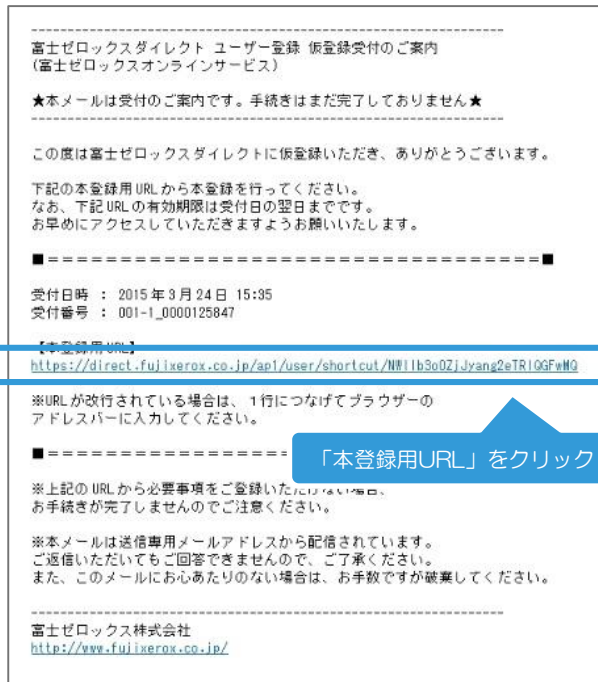 ------------------------------------------------------------
富士ゼロックスダイレクト ユーザー登録 仮登録受付のご案内
(富士ゼロックスオンラインサービス)
★本メールは受付のご案内です。手続きはまだ完了しておりません★
------------------------------------------------------------
この度は富士ゼロックスダイレクトに仮登録いただき、ありがとうございます。
下記の本登録用URLから本登録を行ってください。
なお、下記URLの有効期限は受付日の翌日までです。
お早めにアクセスしていただきますようお願いいたします。
■==================================■
受付日時 : 2015年3月24日 15:35
受付番号 : 001-1_0000125847
【本登録用URL】
https://direct.fujixerox.co.jp/ap1/user/shortcut/NWIIb3o0ZjJyang2eTRIQGFwMQ
※URLが改行されている場合は、1行につなげてブラウザーの
アドレスバーに入力してください。
■=================
「本登録用URL」をクリック
※上記のURLから必要事項をご登録いただけない場合、
お手続きが完了しませんのでご注意ください。
※本メールは送信専用メールアドレスから配信されています。
ご返信いただいてもご回答できませんので、ご了承ください。
また、このメールにお心あたりのない場合は、お手数ですが破棄してください。
------------------------------------------------------------
富士ゼロックス株式会社
http://www.fujixerox.co.jp/